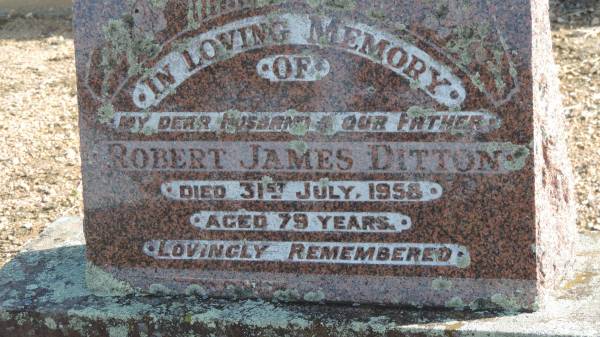 In Loving Memory
Of
My Dear Husband & Our Father
Robert James Ditton
Died 31st July, 1958
Aged 79 Years.
Lovingly Remembered